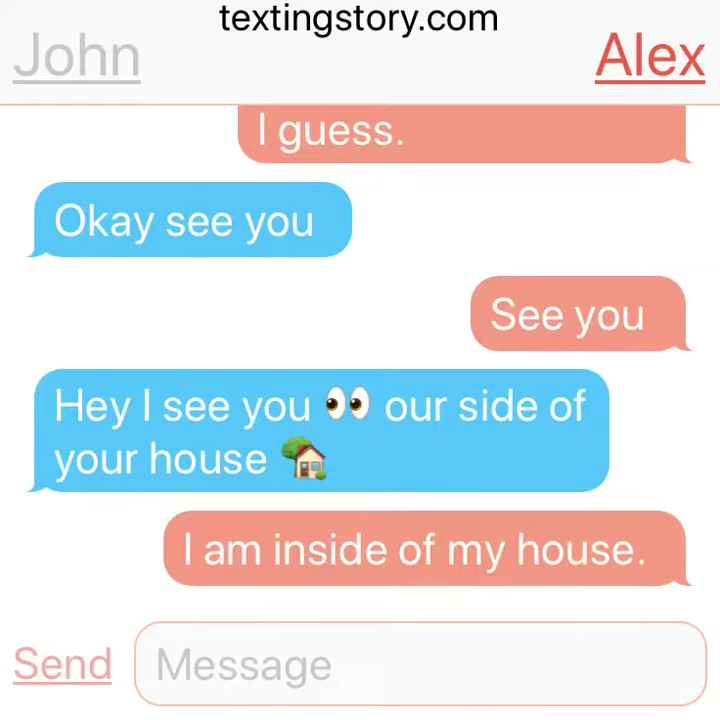 textingstory.com
John Alex
I guess.
Okay see you
See you
Hey I see you 👀 our side of
your house 🏡
I am inside of my house.
Send Message